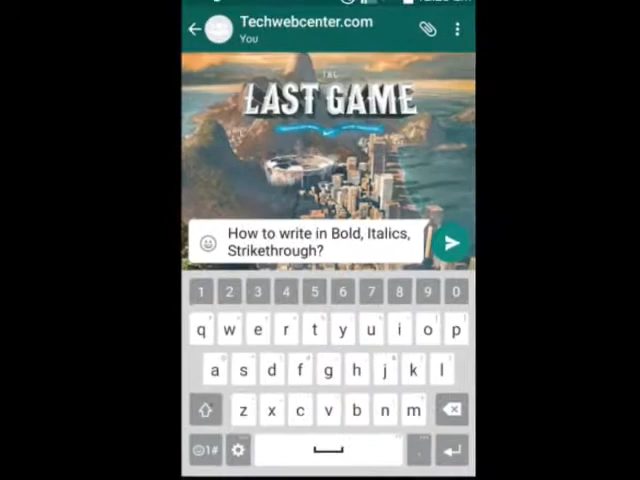 Techwebcenter.com
You
THE
LAST GAME
How to write in Bold, Italics,
Strikethrough?
1 2 3 4 5 6 7 8 9 0
q w e r t y u i o p
a s d f g h j k l
z x c v b n m
1#
.